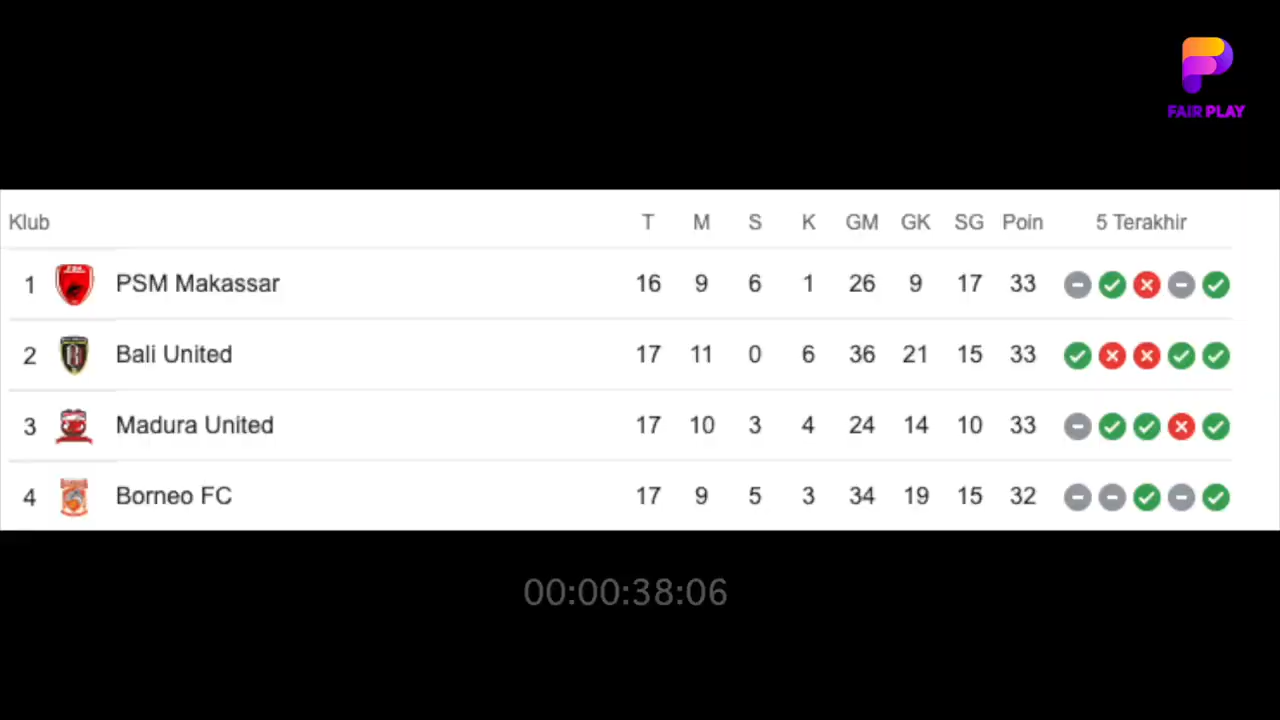 FAIR PLAY
Klub T M S K GM GK SG Poin 5 Terakhir
1 PSM Makassar 16 9 6 1 26 9 17 33
2 Bali United 17 11 0 6 36 21 15 33
3 Madura United 17 10 3 4 24 14 10 33
4 Borneo FC 17 9 5 3 34 19 15 32
00:00:38:06